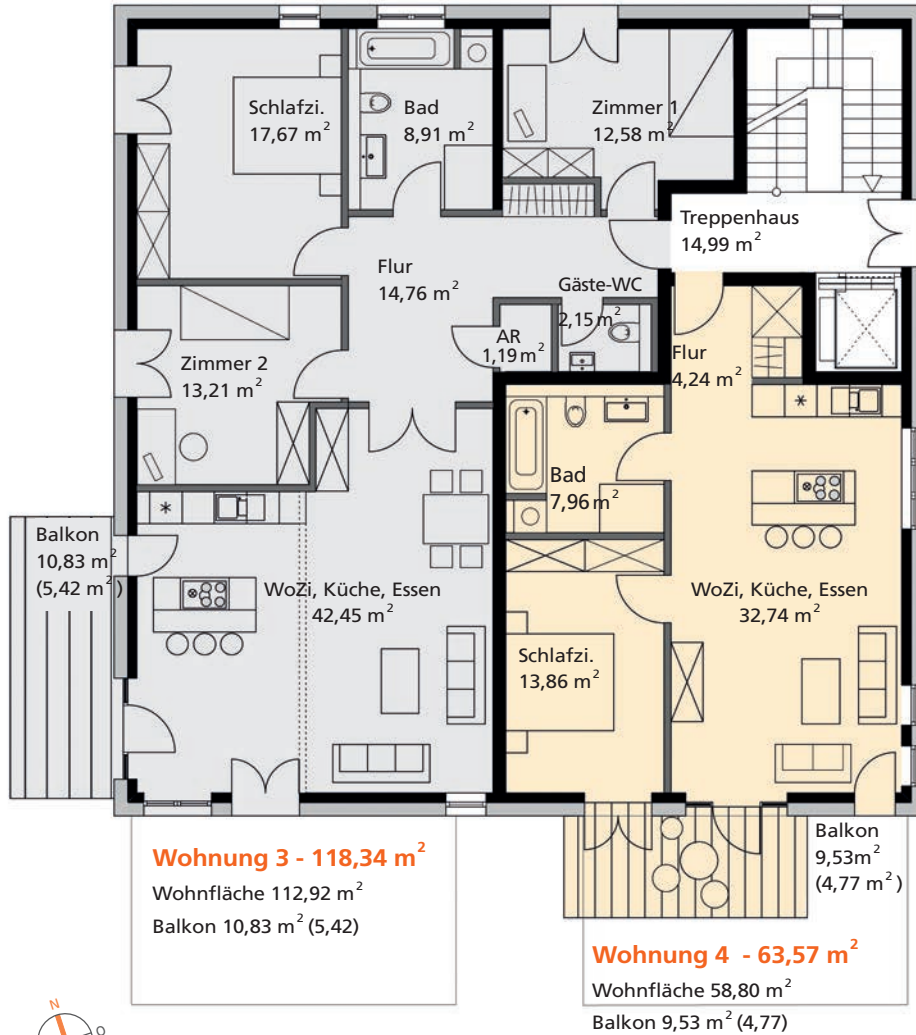 Schlafzi.
17,67 m²
Bad
8,91 m²
Zimmer 1
12,58 m²
Treppenhaus
14,99 m²
Flur
14,76 m²
Gäste-WC
2,15 m²
AR
1,19 m²
Zimmer 2
13,21 m²
Flur
4,24 m²
Bad
7,96 m²
Balkon
10,83 m²
(5,42 m²)
WoZi, Küche, Essen
42,45 m²
WoZi, Küche, Essen
32,74 m²
Schlafzi.
13,86 m²
Balkon
9,53m²
(4,77 m²)
Wohnung 3 - 118,34 m²
Wohnfläche 112,92 m²
Balkon 10,83 m² (5,42)
Wohnung 4 - 63,57 m²
Wohnfläche 58,80 m²
Balkon 9,53 m² (4,77)
N
O